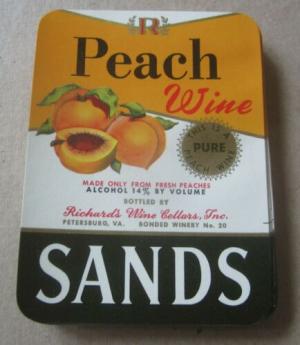 R
Peach
Wine
THIS IS A
PURE
PEACH WINE
MADE ONLY FROM FRESH PEACHES
ALCOHOL 14% BY VOLUME
BOTTLED BY
Richard's Wine Cellars, Inc.
PETERSBURG, VA. BONDED WINERY No. 20
SANDS